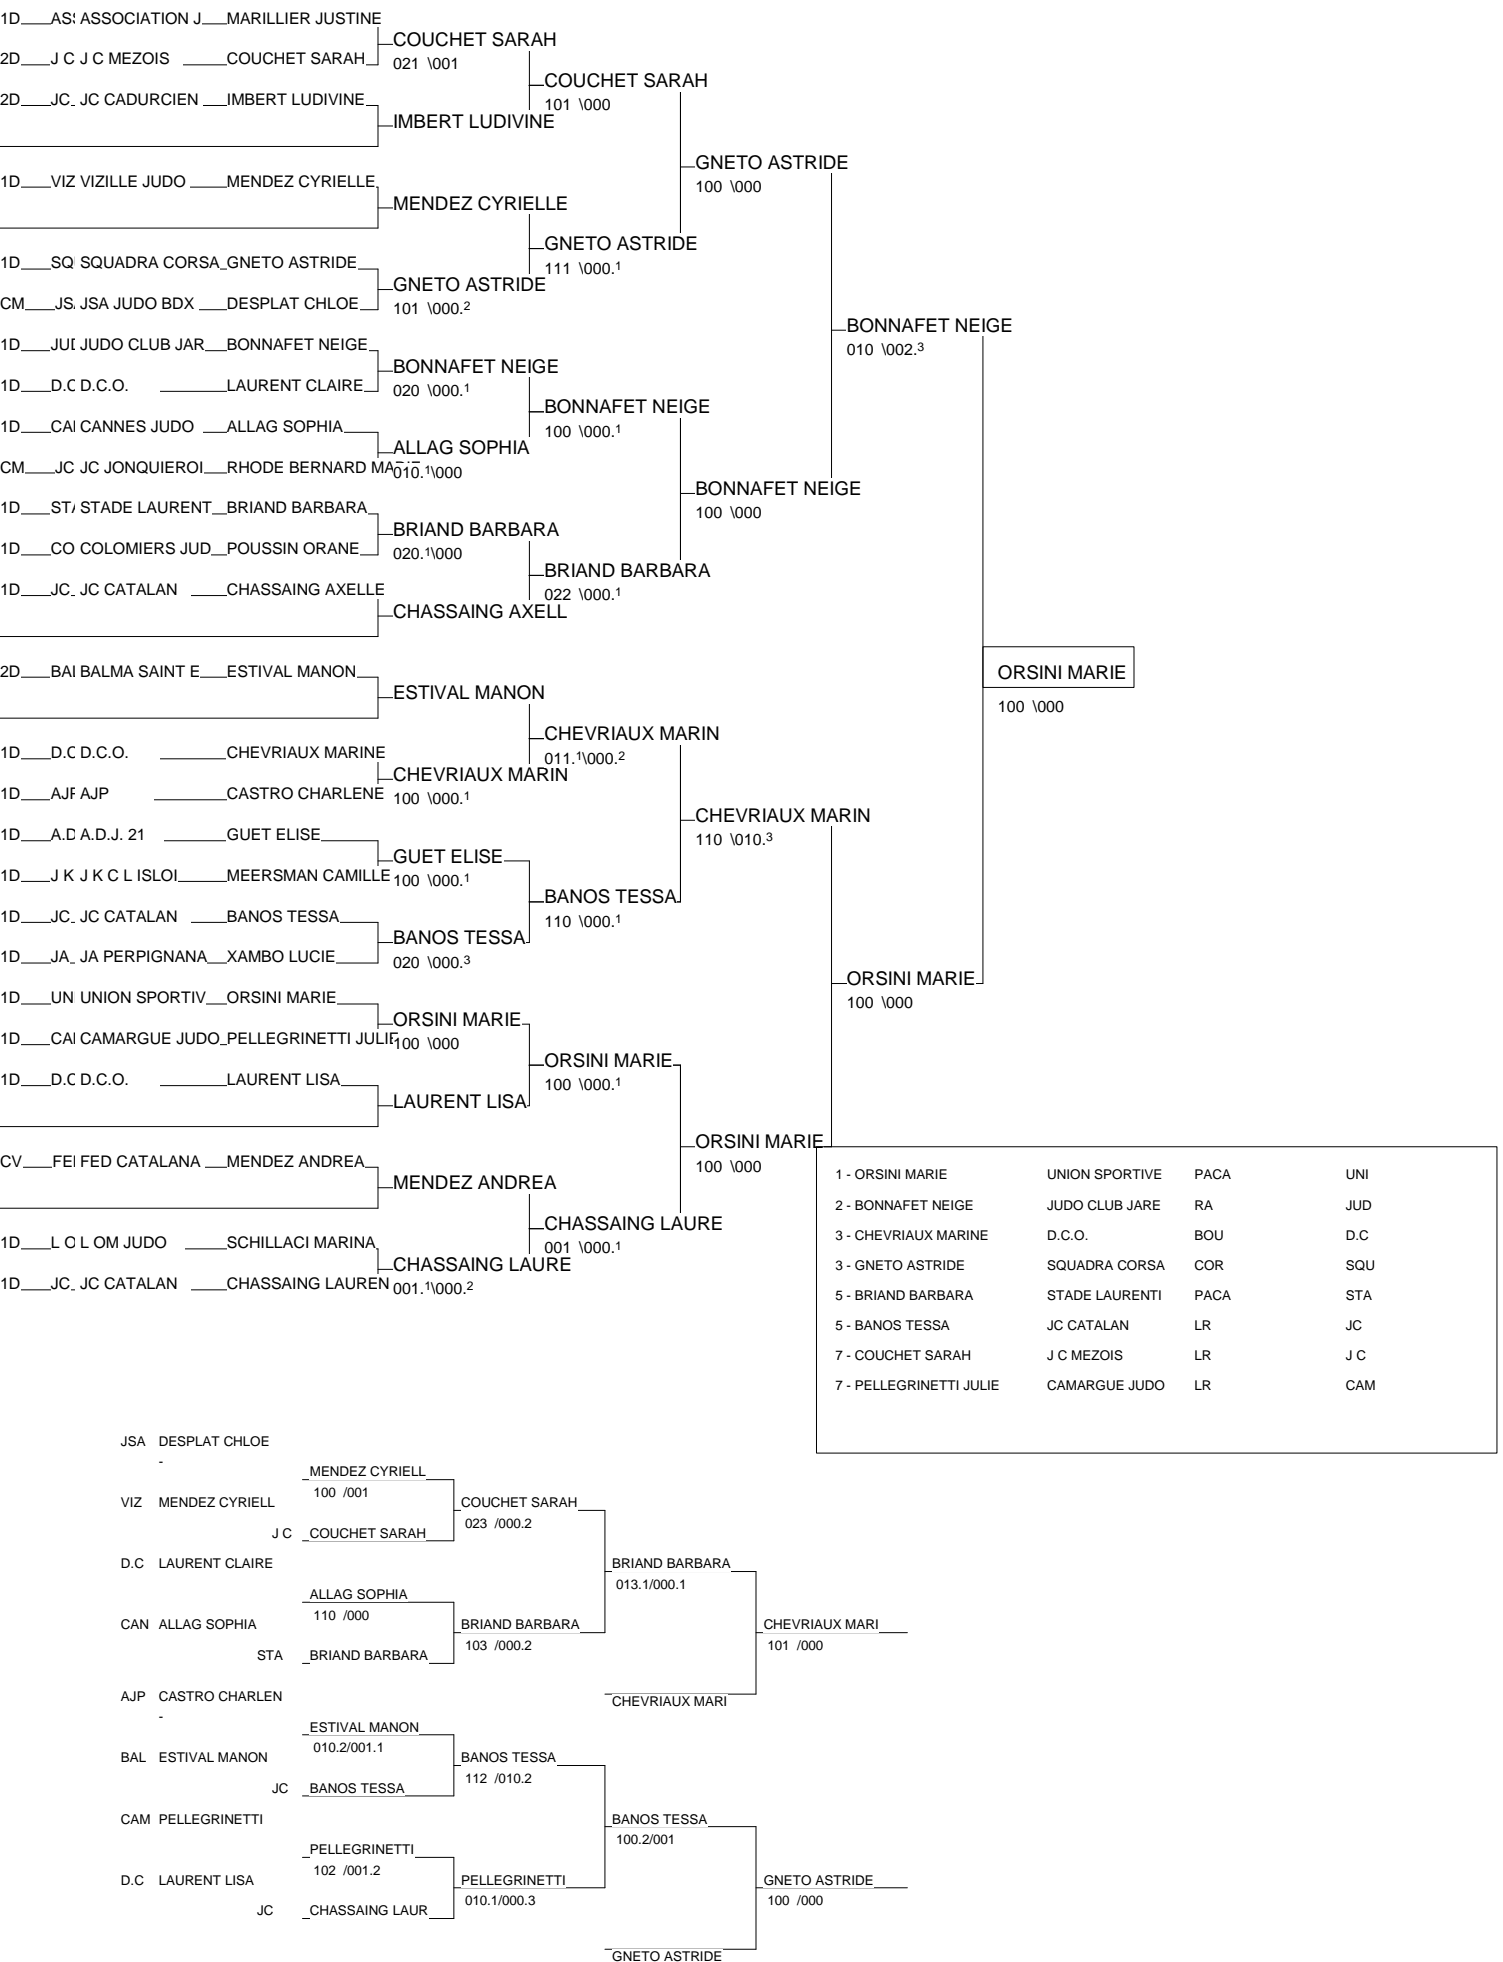 1D ASS ASSOCIATION J MARILLIER JUSTINE
COUCHET SARAH
2D J C J C MEZOIS COUCHET SARAH
021 \001
COUCHET SARAH
101 \000
2D JC JC CADURCIEN IMBERT LUDIVINE
IMBERT LUDIVINE
GNETO ASTRIDE
100 \000
1D VIZ VIZILLE JUDO MENDEZ CYRIELLE
MENDEZ CYRIELLE
GNETO ASTRIDE
111 \000.1
1D SQ SQUADRA CORSA GNETO ASTRIDE
GNETO ASTRIDE
CM JS JSA JUDO BDX DESPLAT CHLOE
101 \000.2
BONNAFET NEIGE
010 \002.3
1D JUD JUDO CLUB JAR BONNAFET NEIGE
BONNAFET NEIGE
1D D.C D.C.O. LAURENT CLAIRE
020 \000.1
BONNAFET NEIGE
100 \000.1
1D CAN CANNES JUDO ALLAG SOPHIA
ALLAG SOPHIA
CM JC JC JONQUIEROI RHODE BERNARD MARIE
010.1\000
BONNAFET NEIGE
100 \000
1D STA STADE LAURENT BRIAND BARBARA
BRIAND BARBARA
1D CO COLOMIERS JUD POUSSIN ORANE
020.1\000
BRIAND BARBARA
022 \000.1
1D JC JC CATALAN CHASSAING AXELLE
CHASSAING AXELL
ORSINI MARIE
100 \000
2D BAL BALMA SAINT E ESTIVAL MANON
ESTIVAL MANON
CHEVRIAUX MARIN
011.1\000.2
1D D.C D.C.O. CHEVRIAUX MARINE
CHEVRIAUX MARIN
1D AJP AJP CASTRO CHARLENE
100 \000.1
CHEVRIAUX MARIN
110 \010.3
1D A.D A.D.J. 21 GUET ELISE
GUET ELISE
1D J K J K C L ISLOI MEERSMAN CAMILLE
100 \000.1
BANOS TESSA
110 \000.1
1D JC JC CATALAN BANOS TESSA
BANOS TESSA
1D JA JA PERPIGNANA XAMBO LUCIE
020 \000.3
ORSINI MARIE
100 \000
1D UN UNION SPORTIV ORSINI MARIE
ORSINI MARIE
1D CAM CAMARGUE JUDO PELLEGRINETTI JULIE
100 \000
ORSINI MARIE
100 \000.1
1D D.C D.C.O. LAURENT LISA
LAURENT LISA
ORSINI MARIE
100 \000
CV FED FED CATALANA MENDEZ ANDREA
MENDEZ ANDREA
CHASSAING LAURE
001 \000.1
1D L O L OM JUDO SCHILLACI MARINA
CHASSAING LAURE
1D JC JC CATALAN CHASSAING LAUREN
001.1\000.2
1 - ORSINI MARIE UNION SPORTIVE PACA UNI
2 - BONNAFET NEIGE JUDO CLUB JARE RA JUD
3 - CHEVRIAUX MARINE D.C.O. BOU D.C
3 - GNETO ASTRIDE SQUADRA CORSA COR SQU
5 - BRIAND BARBARA STADE LAURENTI PACA STA
5 - BANOS TESSA JC CATALAN LR JC
7 - COUCHET SARAH J C MEZOIS LR J C
7 - PELLEGRINETTI JULIE CAMARGUE JUDO LR CAM
JSA DESPLAT CHLOE
-
MENDEZ CYRIELL
100 /001
VIZ MENDEZ CYRIELL
COUCHET SARAH
023 /000.2
J C COUCHET SARAH
D.C LAURENT CLAIRE
BRIAND BARBARA
013.1/000.1
ALLAG SOPHIA
110 /000
CAN ALLAG SOPHIA
BRIAND BARBARA
103 /000.2
CHEVRIAUX MARI
101 /000
STA BRIAND BARBARA
AJP CASTRO CHARLEN
-
CHEVRIAUX MARI
ESTIVAL MANON
010.2/001.1
BAL ESTIVAL MANON
BANOS TESSA
112 /010.2
JC BANOS TESSA
CAM PELLEGRINETTI
BANOS TESSA
100.2/001
PELLEGRINETTI
102 /001.2
D.C LAURENT LISA
PELLEGRINETTI
010.1/000.3
GNETO ASTRIDE
100 /000
JC CHASSAING LAUR
GNETO ASTRIDE